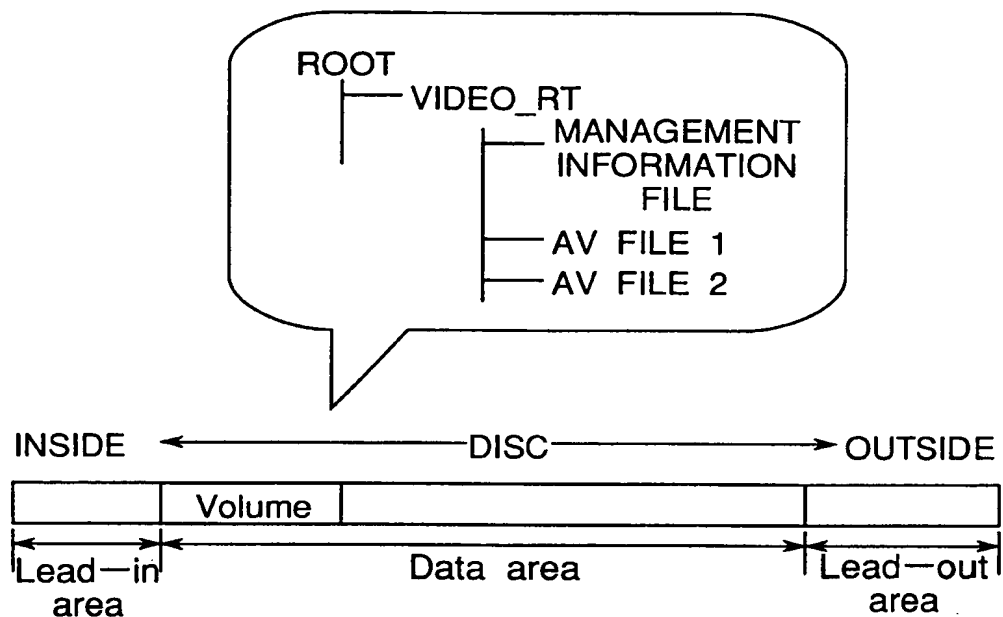 ROOT
VIDEO_RT
MANAGEMENT
INFORMATION
FILE
AV FILE 1
AV FILE 2
INSIDE
DISC
OUTSIDE
Volume
Lead-in
area
Data area
Lead-out
area